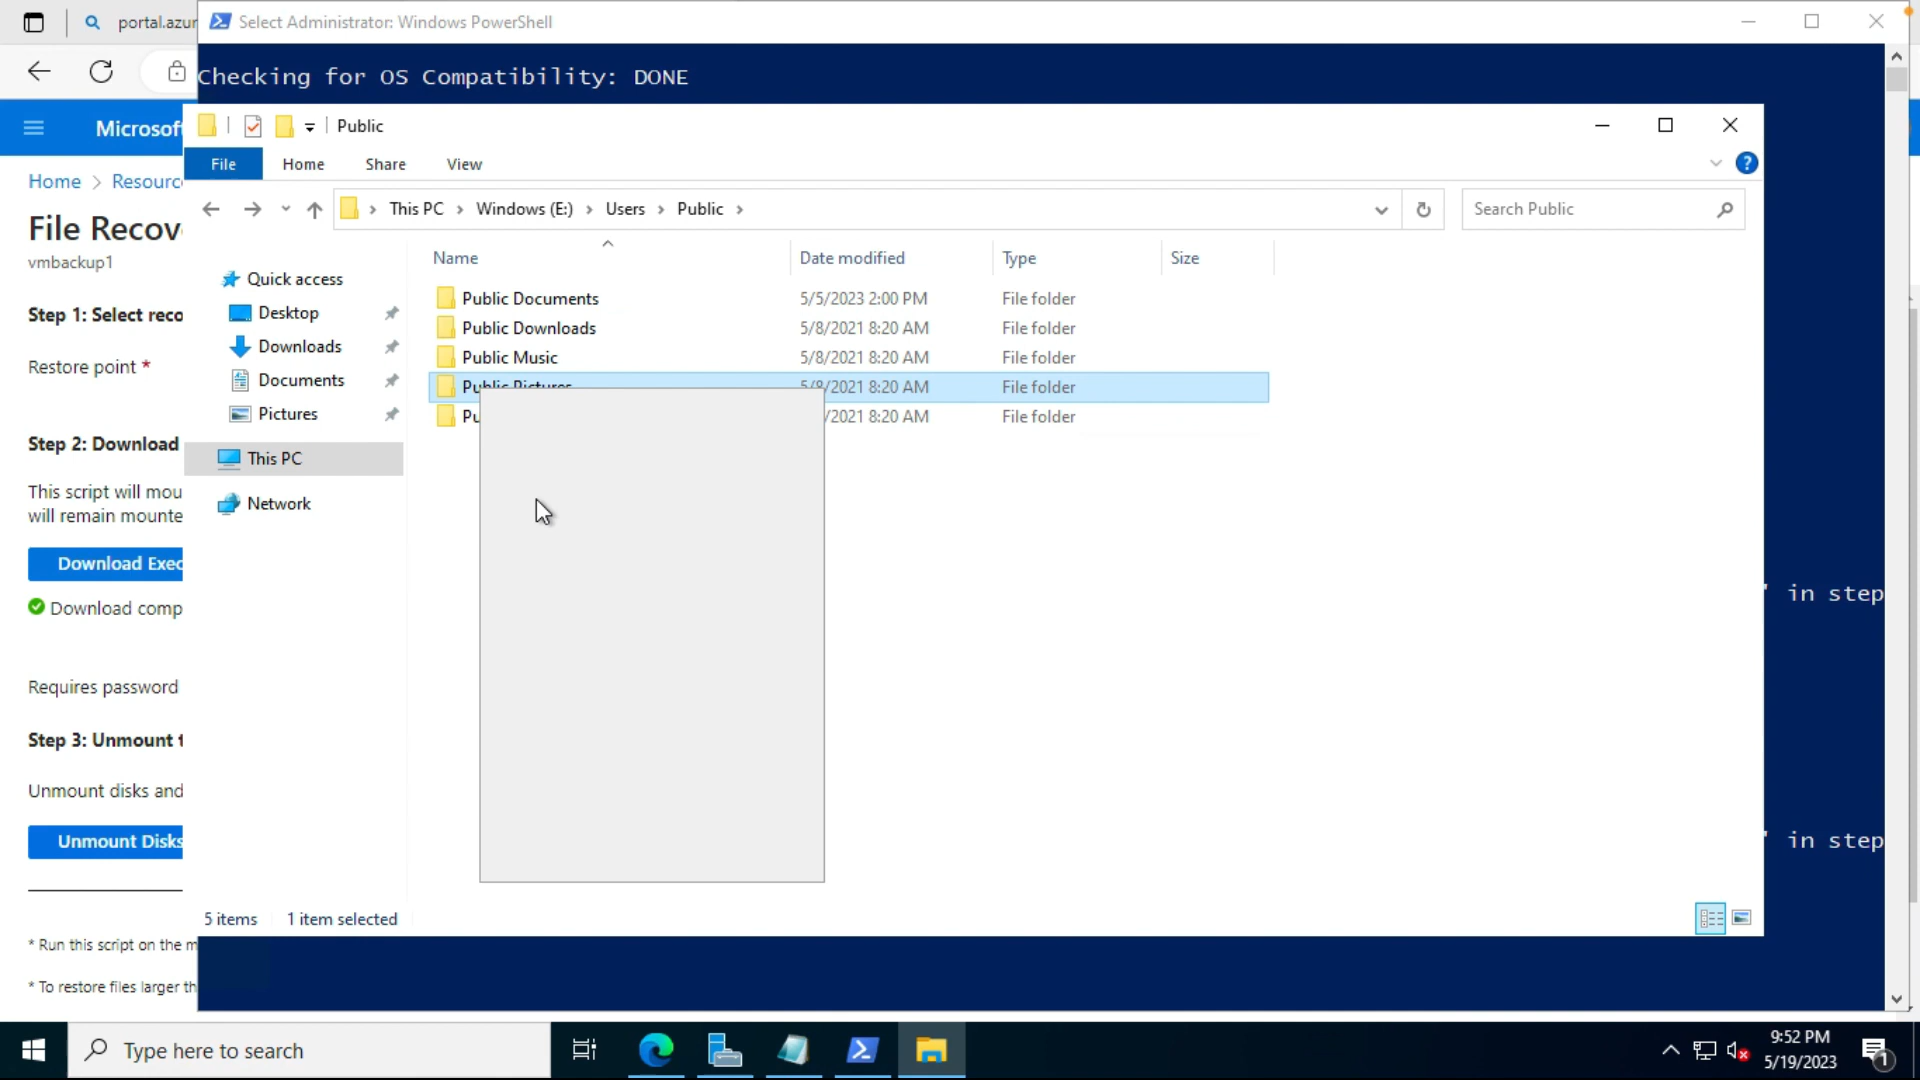 portal.azur
Select Administrator: Windows PowerShell
Checking for OS Compatibility: DONE
Microsof
Public
File
Home
Share
View
Home > Resourc
This PC > Windows (E:) > Users > Public >
Search Public
File Recov
vmbackup1
Name
Date modified
Type
Size
Quick access
Desktop
Downloads
Documents
Pictures
This PC
Network
Public Documents 5/5/2023 2:00 PM File folder
Public Downloads 5/8/2021 8:20 AM File folder
Public Music 5/8/2021 8:20 AM File folder
Public Pictures 5/8/2021 8:20 AM File folder
Pu /2021 8:20 AM File folder
Step 1: Select reco
Restore point *
Step 2: Download
This script will mou
will remain mounte
Download Exec
Download comp
Requires password
Step 3: Unmount t
Unmount disks and
Unmount Disks
' in step
' in step
5 items
1 item selected
* Run this script on the m
* To restore files larger th
Type here to search
9:52 PM
5/19/2023
1